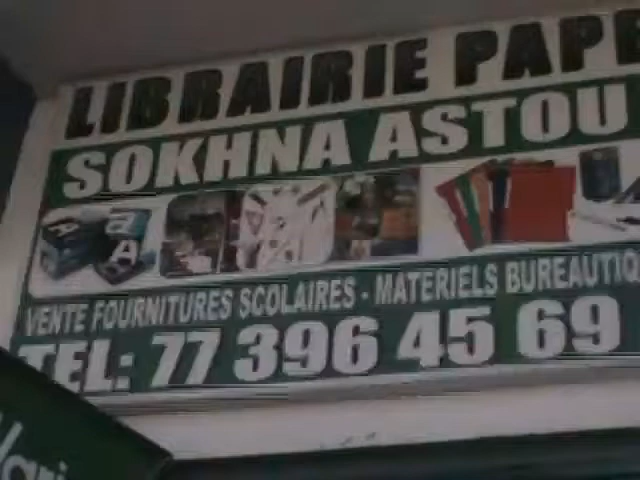 LIBRAIRIE PAPE
SOKHNA ASTOU
VENTE FOURNITURES SCOLAIRES - MATERIELS BUREAUTIQ
TEL: 77 396 45 69